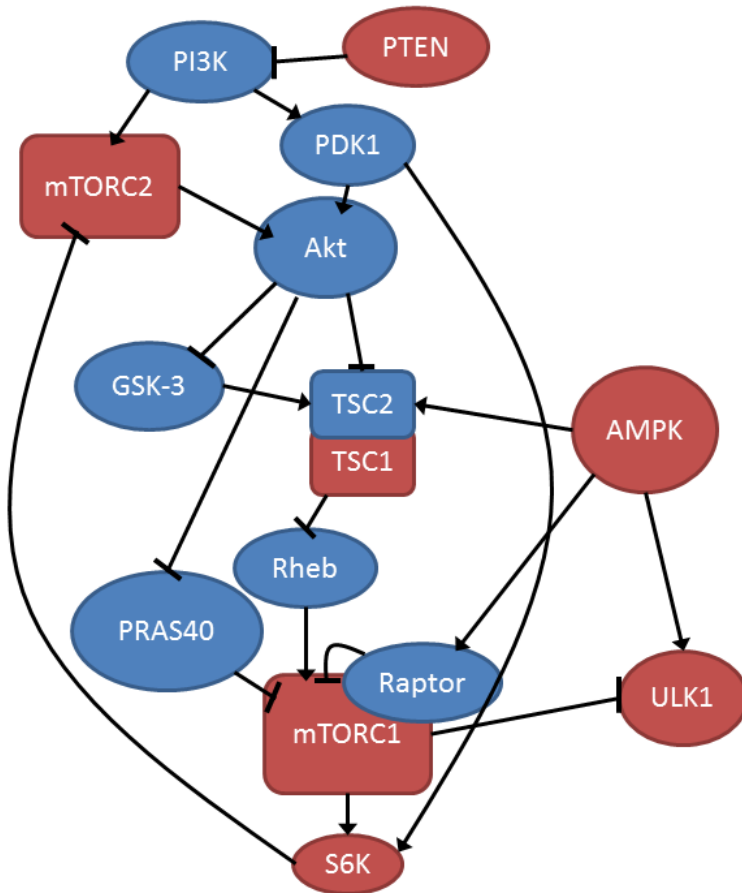 PTEN
PI3K
PDK1
mTORC2
Akt
GSK-3
TSC2
AMPK
TSC1
Rheb
PRAS40
Raptor
ULK1
mTORC1
S6K